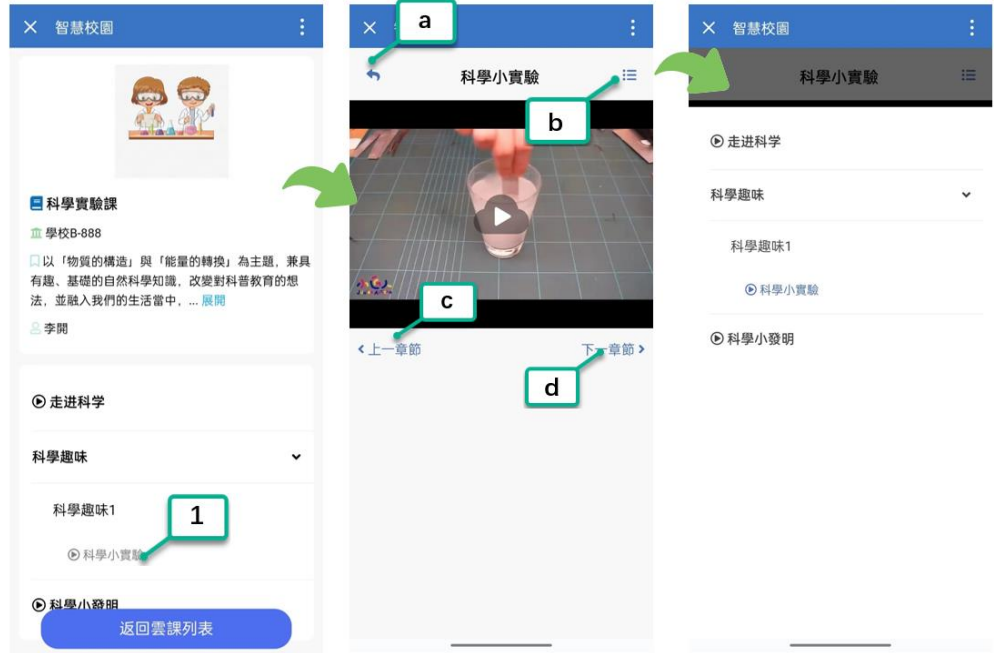 智慧校園
科學實驗課
學校B-888
以「物質的構造」與「能量的轉換」為主題，兼具
有趣、基礎的自然科學知識，改變對科普教育的想
法，並融入我們的生活當中，... 展開
李開
走进科学
科學趣味
科學趣味1
科學小實驗
1
科學小發明
返回雲課列表
a
科學小實驗
b
c
上一章節
下一章節
d
智慧校園
科學小實驗
走进科学
科學趣味
科學趣味1
科學小實驗
科學小發明